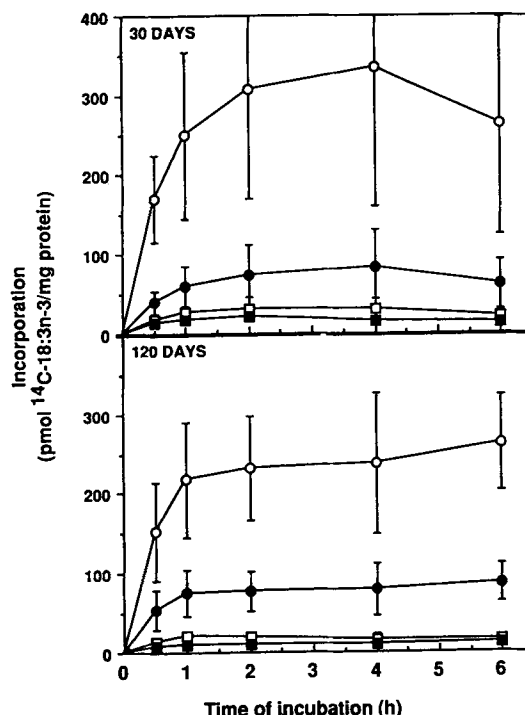 400
30 DAYS
300
200
100
0
120 DAYS
300
200
100
0
0 1 2 3 4 5 6
Incorporation
(pmol ¹⁴C-18:3n-3/mg protein)
Time of incubation (h)